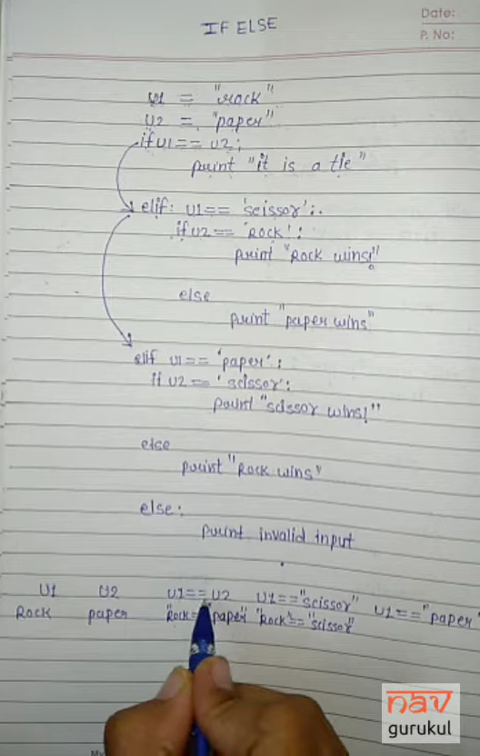 Date:
P. No:
IF ELSE
U1 = "rock"
U2 = "paper"
if U1 == U2:
print "it is a tie"
elif: U1 == 'scissor':
if U2 == 'Rock':
print "Rock wins!"
else
print "paper wins"
elif U1 == 'paper':
if U2 == 'scissor':
print "scissor wins!"
else
print "Rock wins"
else:
print invalid input
U1 U2 U1==U2 U1=="scissor" U1=="paper"
Rock paper "Rock=="paper" "Rock"=="scissor"
nav
gurukul